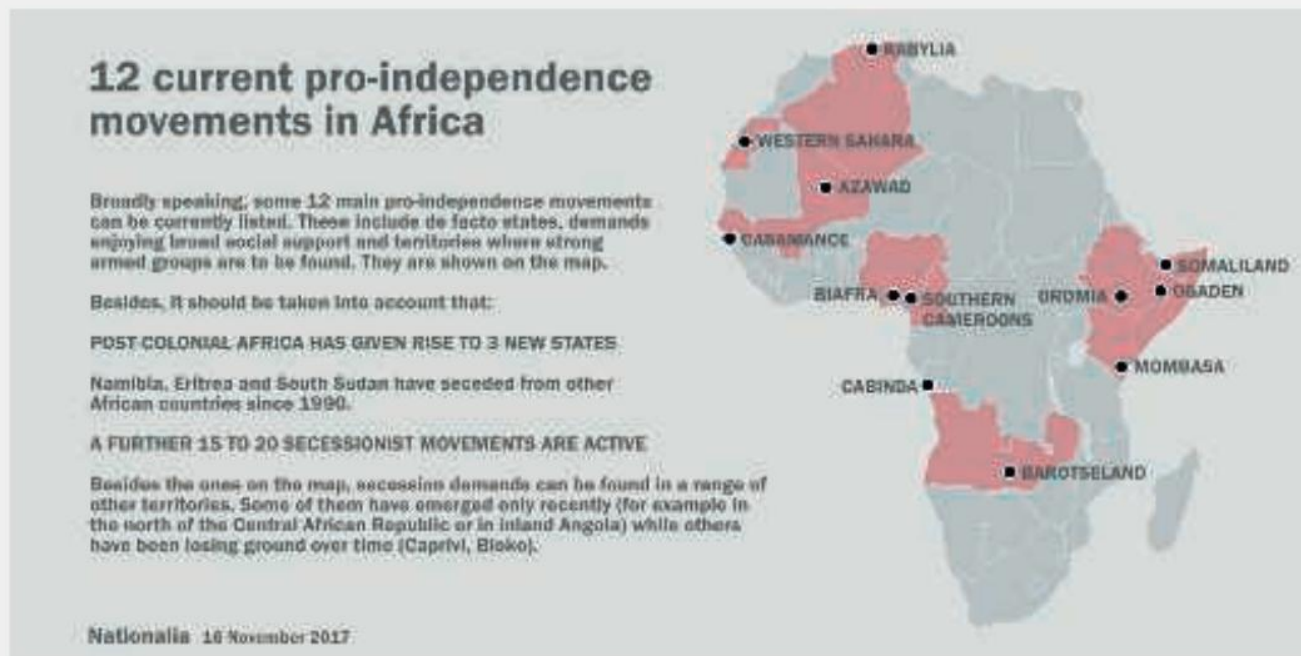 12 current pro-independence
movements in Africa
Broadly speaking, some 12 main pro-independence movements
can be currently listed. These include de facto states, demands
enjoying broad social support and territories where strong
armed groups are to be found. They are shown on the map.
Besides, it should be taken into account that:
POST-COLONIAL AFRICA HAS GIVEN RISE TO 3 NEW STATES
Namibia, Eritrea and South Sudan have seceded from other
African countries since 1990.
A FURTHER 15 TO 20 SECESSIONIST MOVEMENTS ARE ACTIVE
Besides the ones on the map, secession demands can be found in a range of
other territories. Some of them have emerged only recently (for example in
the north of the Central African Republic or in inland Angola) while others
have been losing ground over time (Caprivi, Bioko).
Nationalia 16 November 2017
KABYLIA
WESTERN SAHARA
AZAWAD
CASAMANCE
BIAFRA
SOUTHERN
CAMEROONS
OROMIA
SOMALILAND
OGADEN
MOMBASA
CABINDA
BAROTSELAND